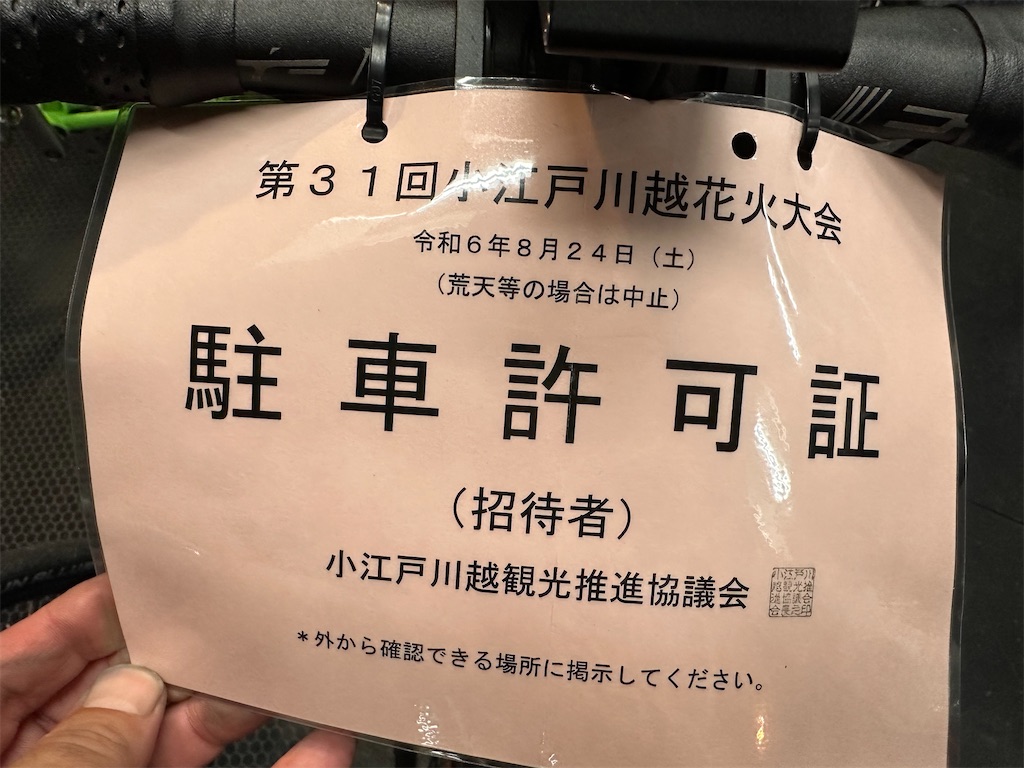 第３１回小江戸川越花火大会
令和６年８月２４日（土）
（荒天等の場合は中止）
駐車許可証
（招待者）
小江戸川越観光推進協議会
＊外から確認できる場所に掲示してください。